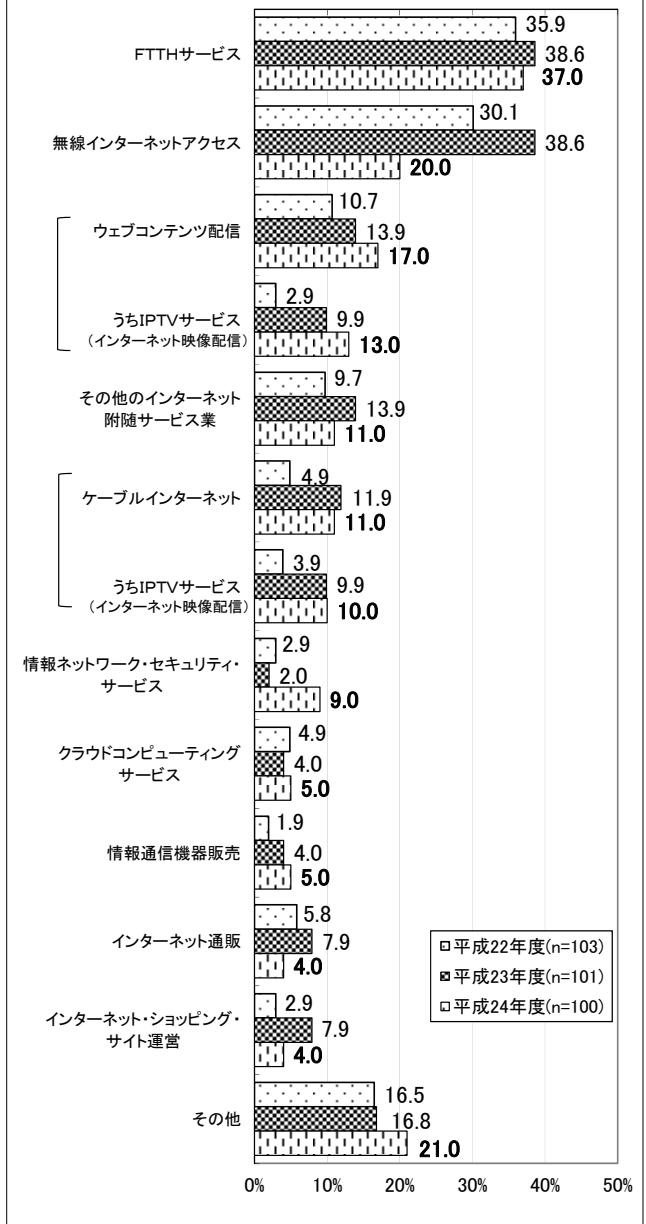 FTTHサービス
35.9
38.6
37.0
無線インターネットアクセス
30.1
38.6
20.0
ウェブコンテンツ配信
10.7
13.9
17.0
うちIPTVサービス
(インターネット映像配信)
2.9
9.9
13.0
その他のインターネット
附随サービス業
9.7
13.9
11.0
ケーブルインターネット
4.9
11.9
11.0
うちIPTVサービス
(インターネット映像配信)
3.9
9.9
10.0
情報ネットワーク・セキュリティ・
サービス
2.9
2.0
9.0
クラウドコンピューティング
サービス
4.9
4.0
5.0
情報通信機器販売
1.9
4.0
5.0
インターネット通販
5.8
7.9
4.0
インターネット・ショッピング・
サイト運営
2.9
7.9
4.0
その他
16.5
16.8
21.0
平成22年度(n=103)
平成23年度(n=101)
平成24年度(n=100)
0% 10% 20% 30% 40% 50%